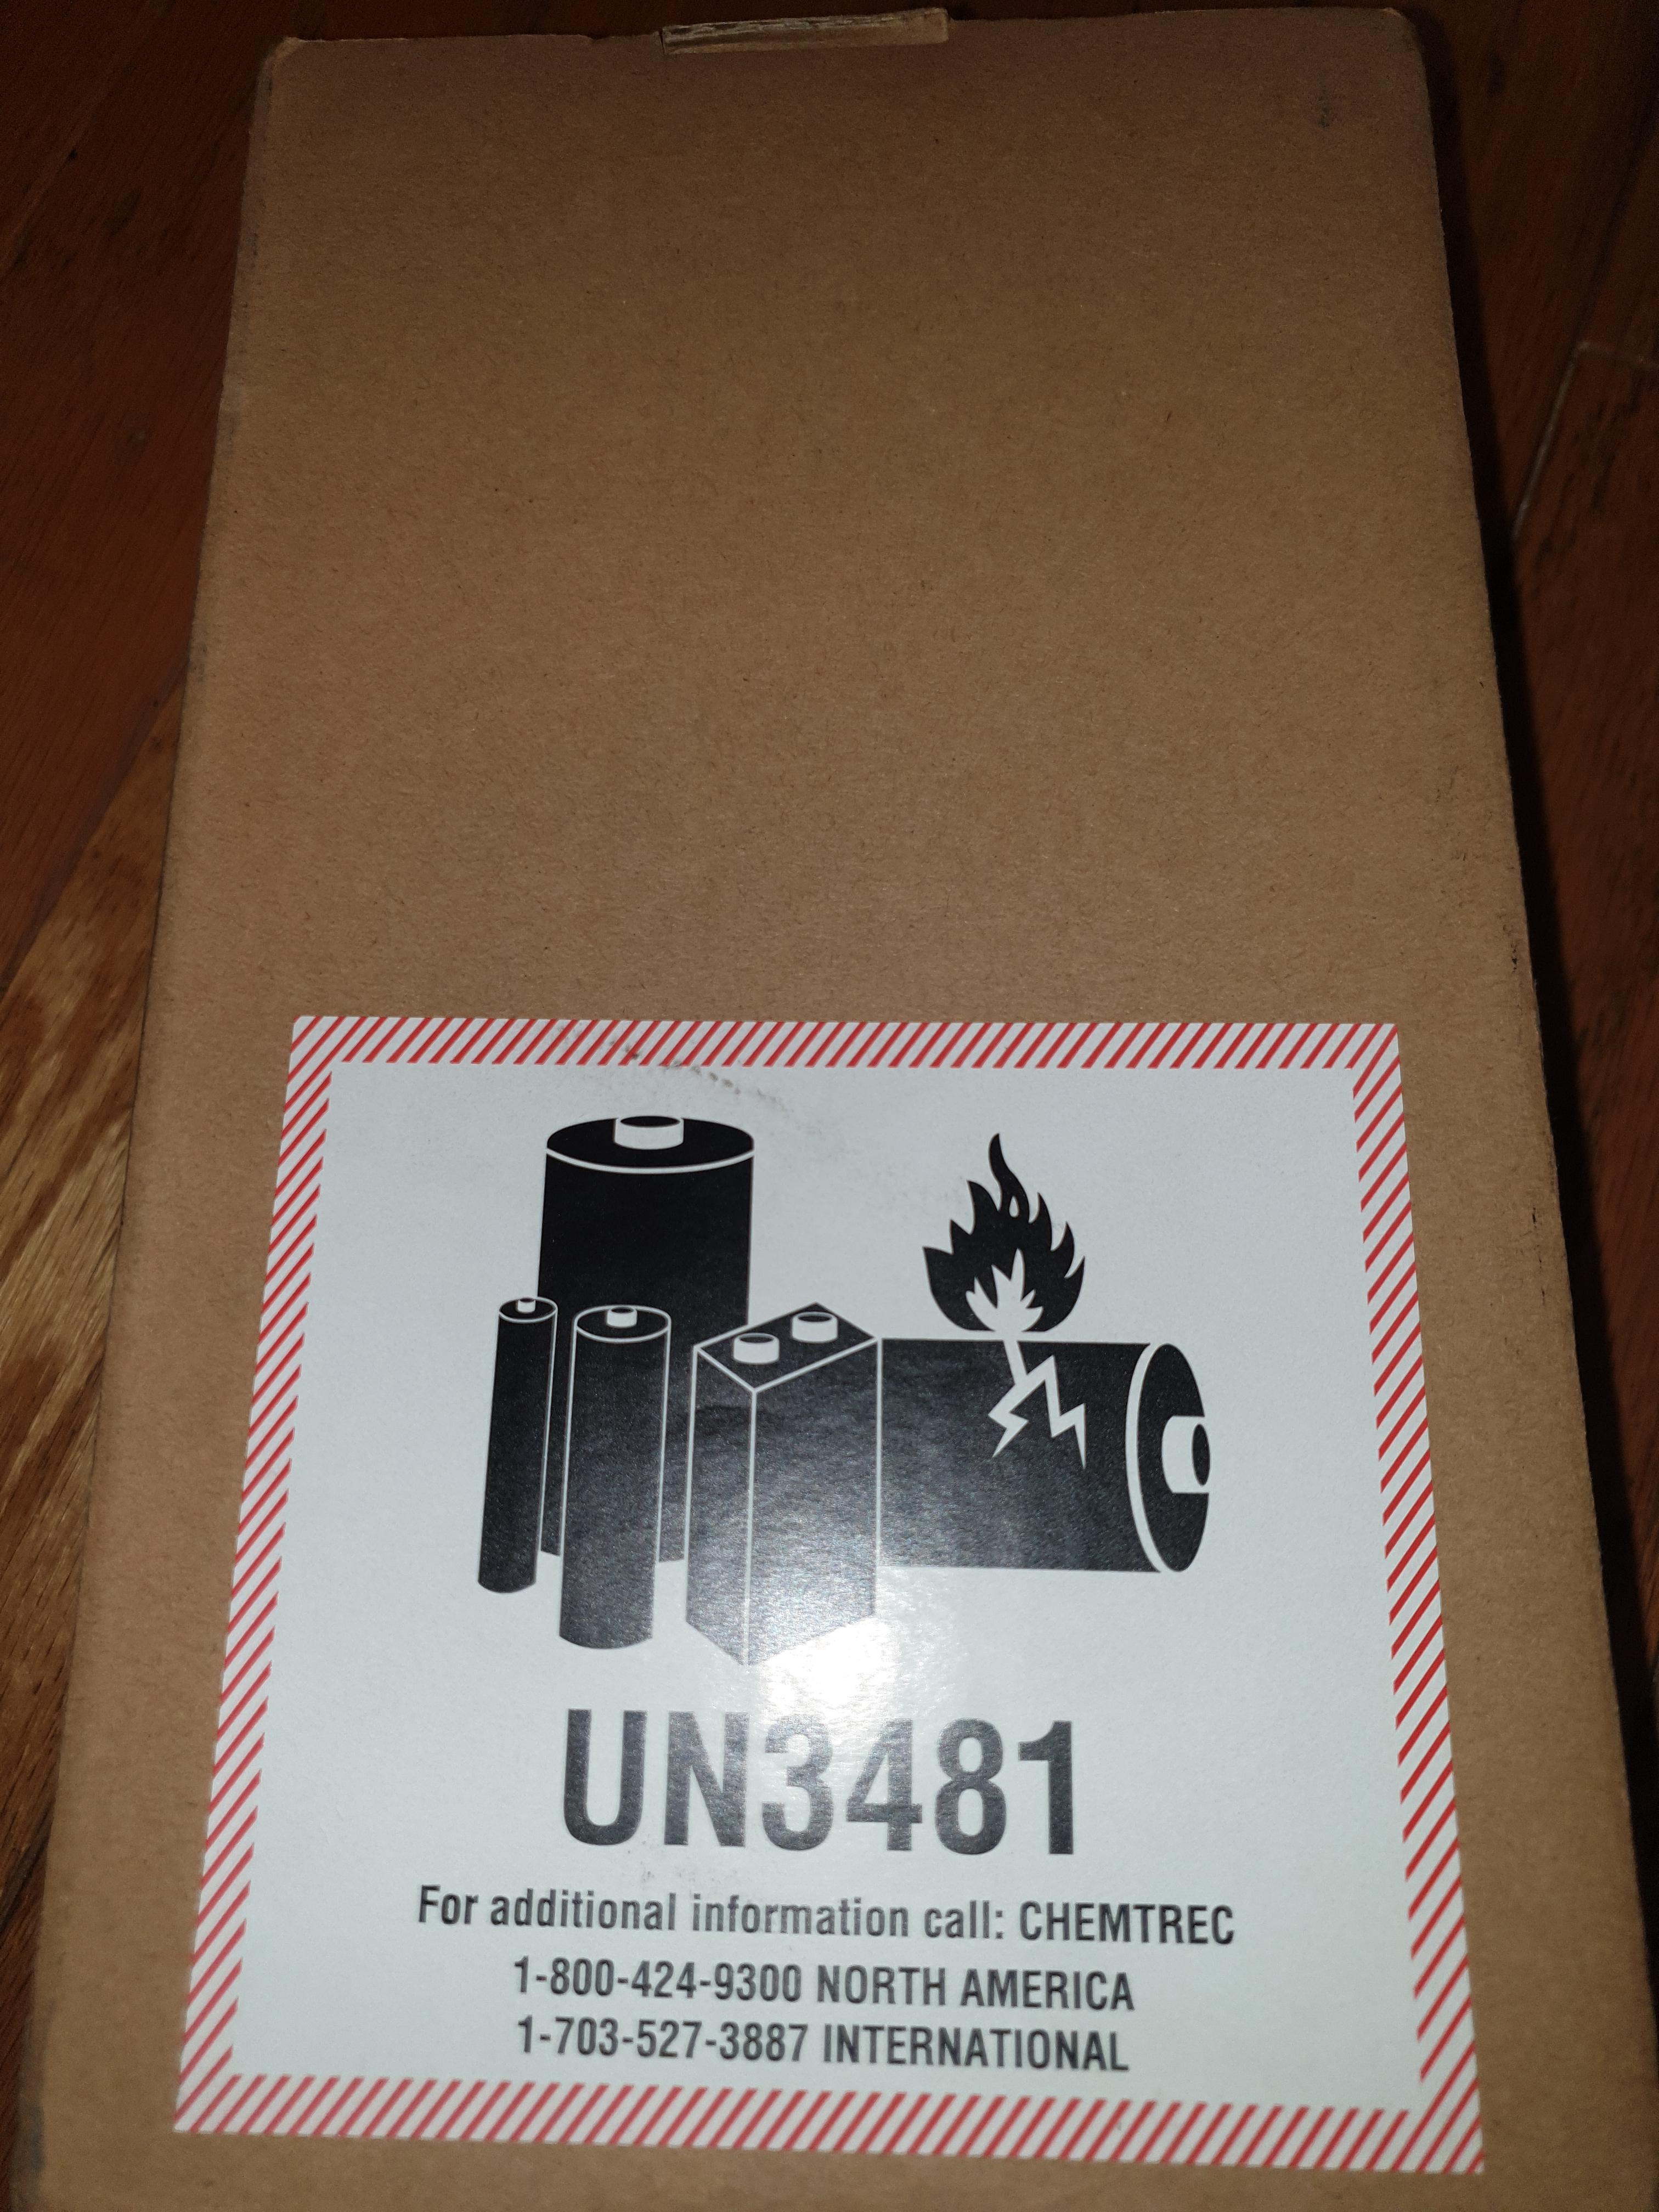 UN3481
For additional information call: CHEMTREC
1-800-424-9300 NORTH AMERICA
1-703-527-3887 INTERNATIONAL